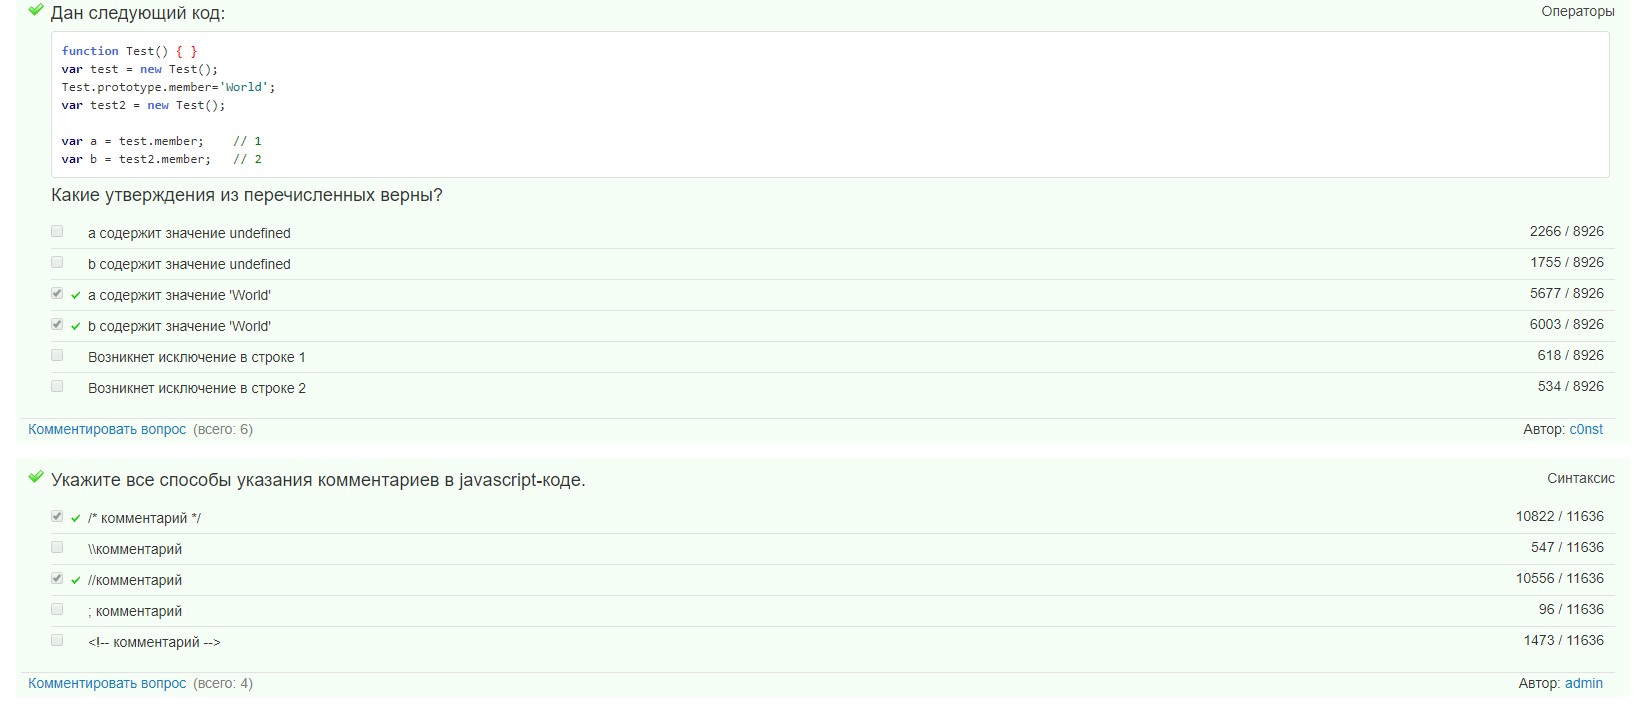 Дан следующий код:
Операторы
function Test() { }
var test = new Test();
Test.prototype.member='World';
var test2 = new Test();
var a = test.member;    // 1
var b = test2.member;   // 2
Какие утверждения из перечисленных верны?
a содержит значение undefined
2266 / 8926
b содержит значение undefined
1755 / 8926
a содержит значение 'World'
5677 / 8926
b содержит значение 'World'
6003 / 8926
Возникнет исключение в строке 1
618 / 8926
Возникнет исключение в строке 2
534 / 8926
Комментировать вопрос (всего: 6)
Автор: c0nst
Укажите все способы указания комментариев в javascript-коде.
Синтаксис
/* комментарий */
10822 / 11636
\\комментарий
547 / 11636
//комментарий
10556 / 11636
; комментарий
96 / 11636
<!-- комментарий -->
1473 / 11636
Комментировать вопрос (всего: 4)
Автор: admin